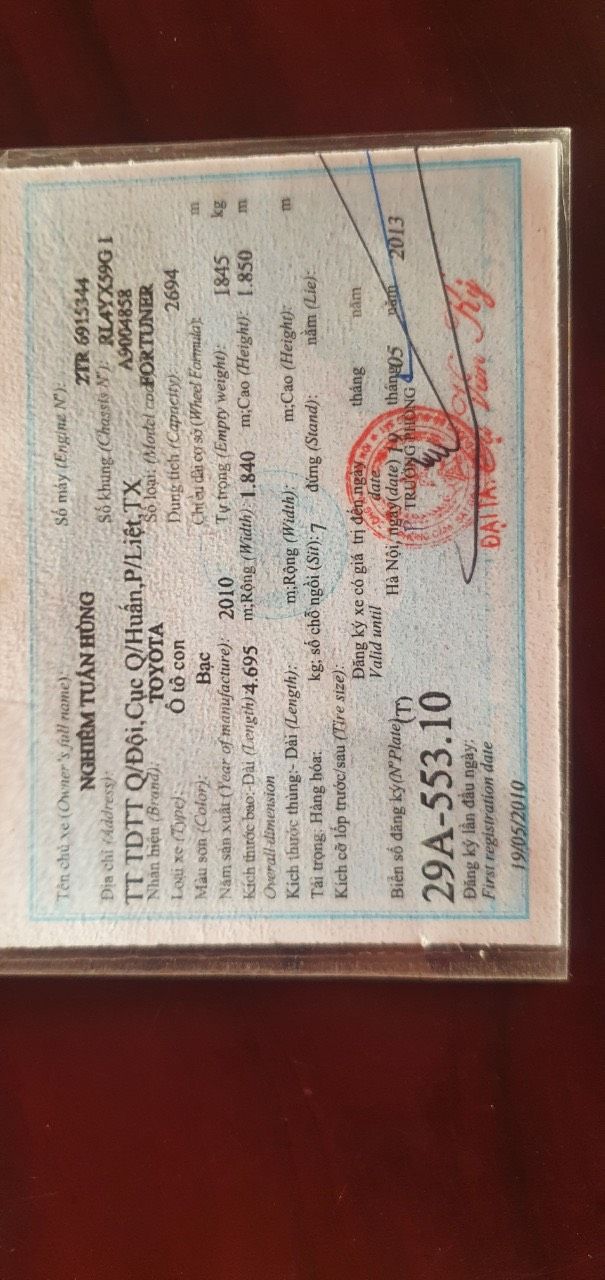 Tên chủ xe (Owner's full name): Số máy (Engine N°):
NGHIÊM TUẤN HÙNG 2TR 6915344
Địa chỉ (Address): Số khung (Chassis N°): RL4YX59G 1
TT TDTT Q/Đội,Cục Q/Huấn,P/Liệt,TX A9004858
Nhãn hiệu (Brand): TOYOTA Số loại: (Model code) FORTUNER
Loại xe (Type): Ô tô con Dung tích (Capacity): 2694
Màu sơn (Color): Bạc Chiều dài cơ sở (Wheel Formula): m
Năm sản xuất (Year of manufacture): 2010 Tự trọng (Empty weight): 1845 kg
Kích thước bao:- Dài (Length) 4.695 m;Rộng (Width): 1.840 m;Cao (Height): 1.850 m
Overall dimension
Kích thước thùng:- Dài (Length): m;Rộng (Width): m;Cao (Height): m
Tải trọng: Hàng hóa: kg; số chỗ ngồi (Sit): 7 đứng (Stand): nằm (Lie):
Kích cỡ lốp trước/sau (Tire size):
Đăng ký xe có giá trị đến ngày tháng năm
Valid until date
Biển số đăng ký(N°Plate) Hà Nội, ngày(date) 14 tháng 05 năm 2013
29A-553.10 (T) TRƯỞNG PHÒNG
Đăng ký lần đầu ngày:
First registration date
19/05/2010
ĐẠI TÁ: